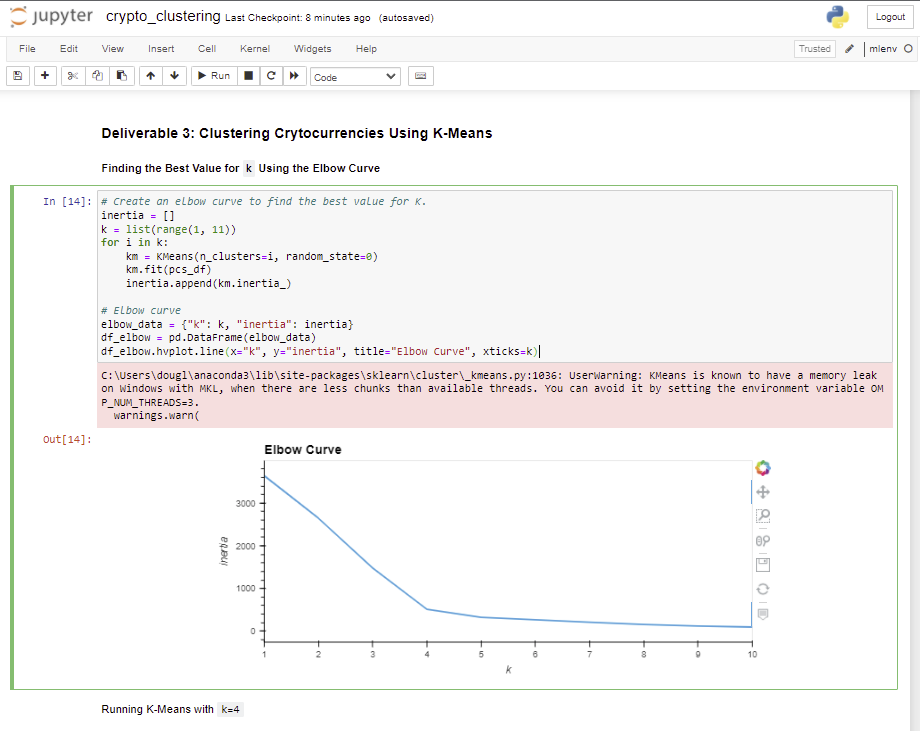 jupyter crypto_clustering Last Checkpoint: 8 minutes ago (autosaved) Logout
File Edit View Insert Cell Kernel Widgets Help Trusted mlenv
Run Code
Deliverable 3: Clustering Crytocurrencies Using K-Means
Finding the Best Value for k Using the Elbow Curve
In [14]: # Create an elbow curve to find the best value for K.
inertia = []
k = list(range(1, 11))
for i in k:
    km = KMeans(n_clusters=i, random_state=0)
    km.fit(pcs_df)
    inertia.append(km.inertia_)
# Elbow curve
elbow_data = {"k": k, "inertia": inertia}
df_elbow = pd.DataFrame(elbow_data)
df_elbow.hvplot.line(x="k", y="inertia", title="Elbow Curve", xticks=k)
C:\Users\dougl\anaconda3\lib\site-packages\sklearn\cluster\_kmeans.py:1036: UserWarning: KMeans is known to have a memory leak
on Windows with MKL, when there are less chunks than available threads. You can avoid it by setting the environment variable OM
P_NUM_THREADS=3.
  warnings.warn(
Out[14]:
Elbow Curve
3000
2000
1000
0
inertia
1 2 3 4 5 6 7 8 9 10
k
Running K-Means with k=4